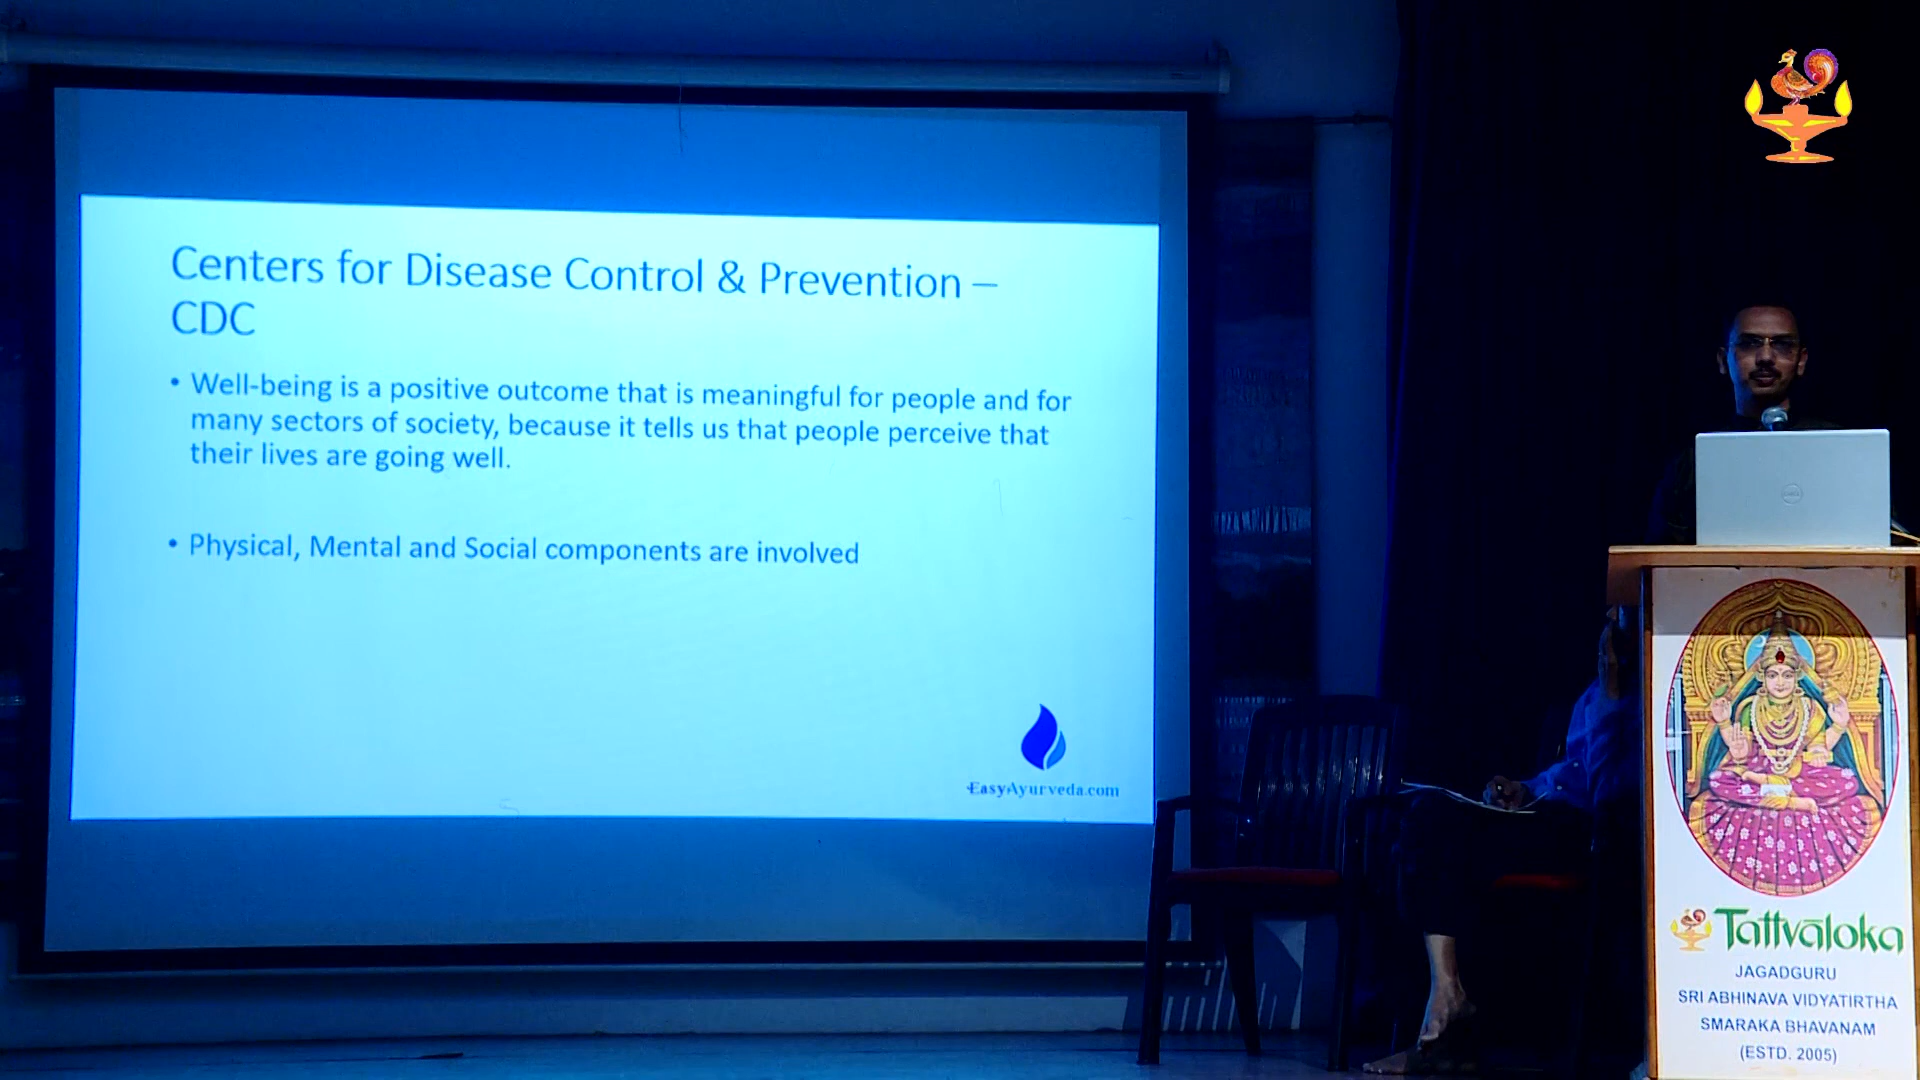 Centers for Disease Control & Prevention –
CDC
• Well-being is a positive outcome that is meaningful for people and for
many sectors of society, because it tells us that people perceive that
their lives are going well.
• Physical, Mental and Social components are involved
EasyAyurveda.com
DELL
Tattvāloka
JAGADGURU
SRI ABHINAVA VIDYATIRTHA
SMARAKA BHAVANAM
(ESTD. 2005)